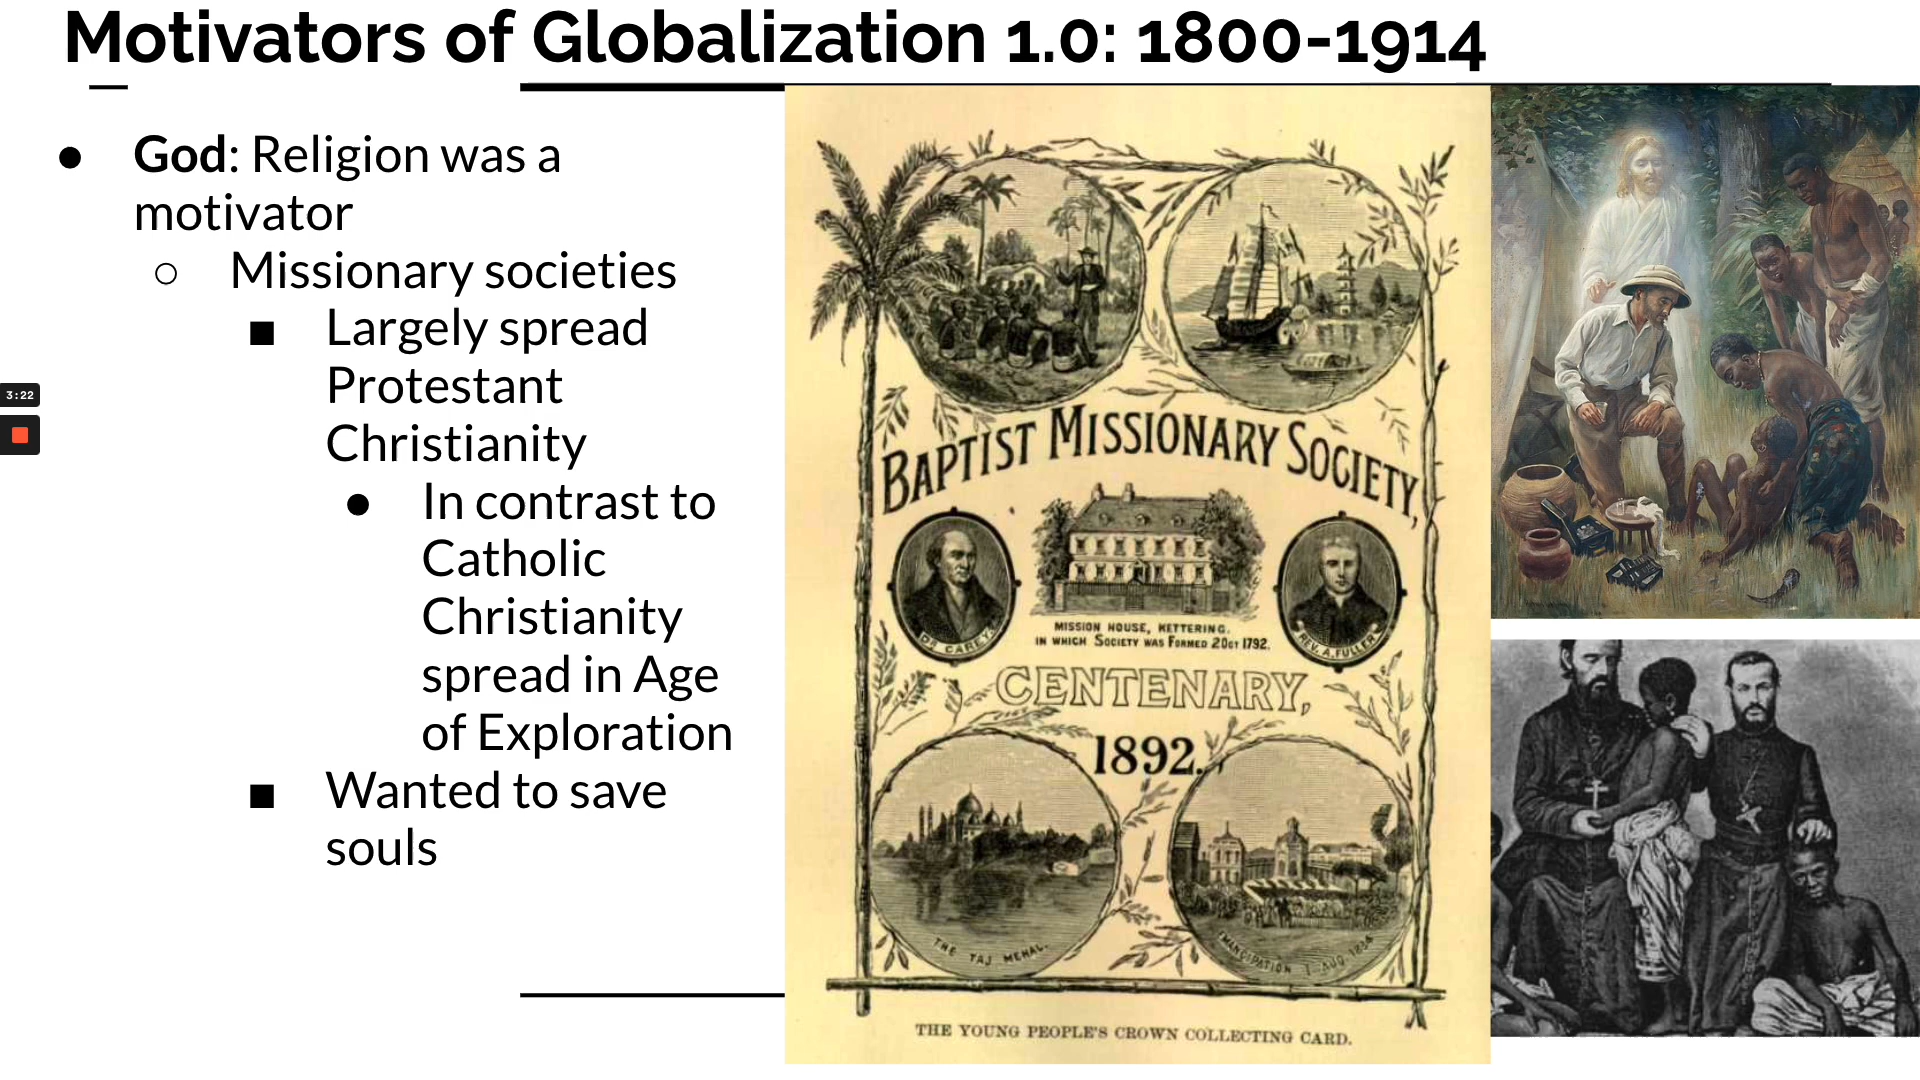 Motivators of Globalization 1.0: 1800-1914
● God: Religion was a
motivator
○ Missionary societies
■ Largely spread
Protestant
Christianity
● In contrast to
Catholic
Christianity
spread in Age
of Exploration
■ Wanted to save
souls
3:22
BAPTIST MISSIONARY SOCIETY,
DR CAREY
MISSION HOUSE, KETTERING.
IN WHICH SOCIETY WAS FORMED 2 OCT 1792.
REV. A. FULLER
CENTENARY,
1892.
THE TAJ MEHAL.
EMANCIPATION 1 AUG 1834
THE YOUNG PEOPLE'S CROWN COLLECTING CARD.